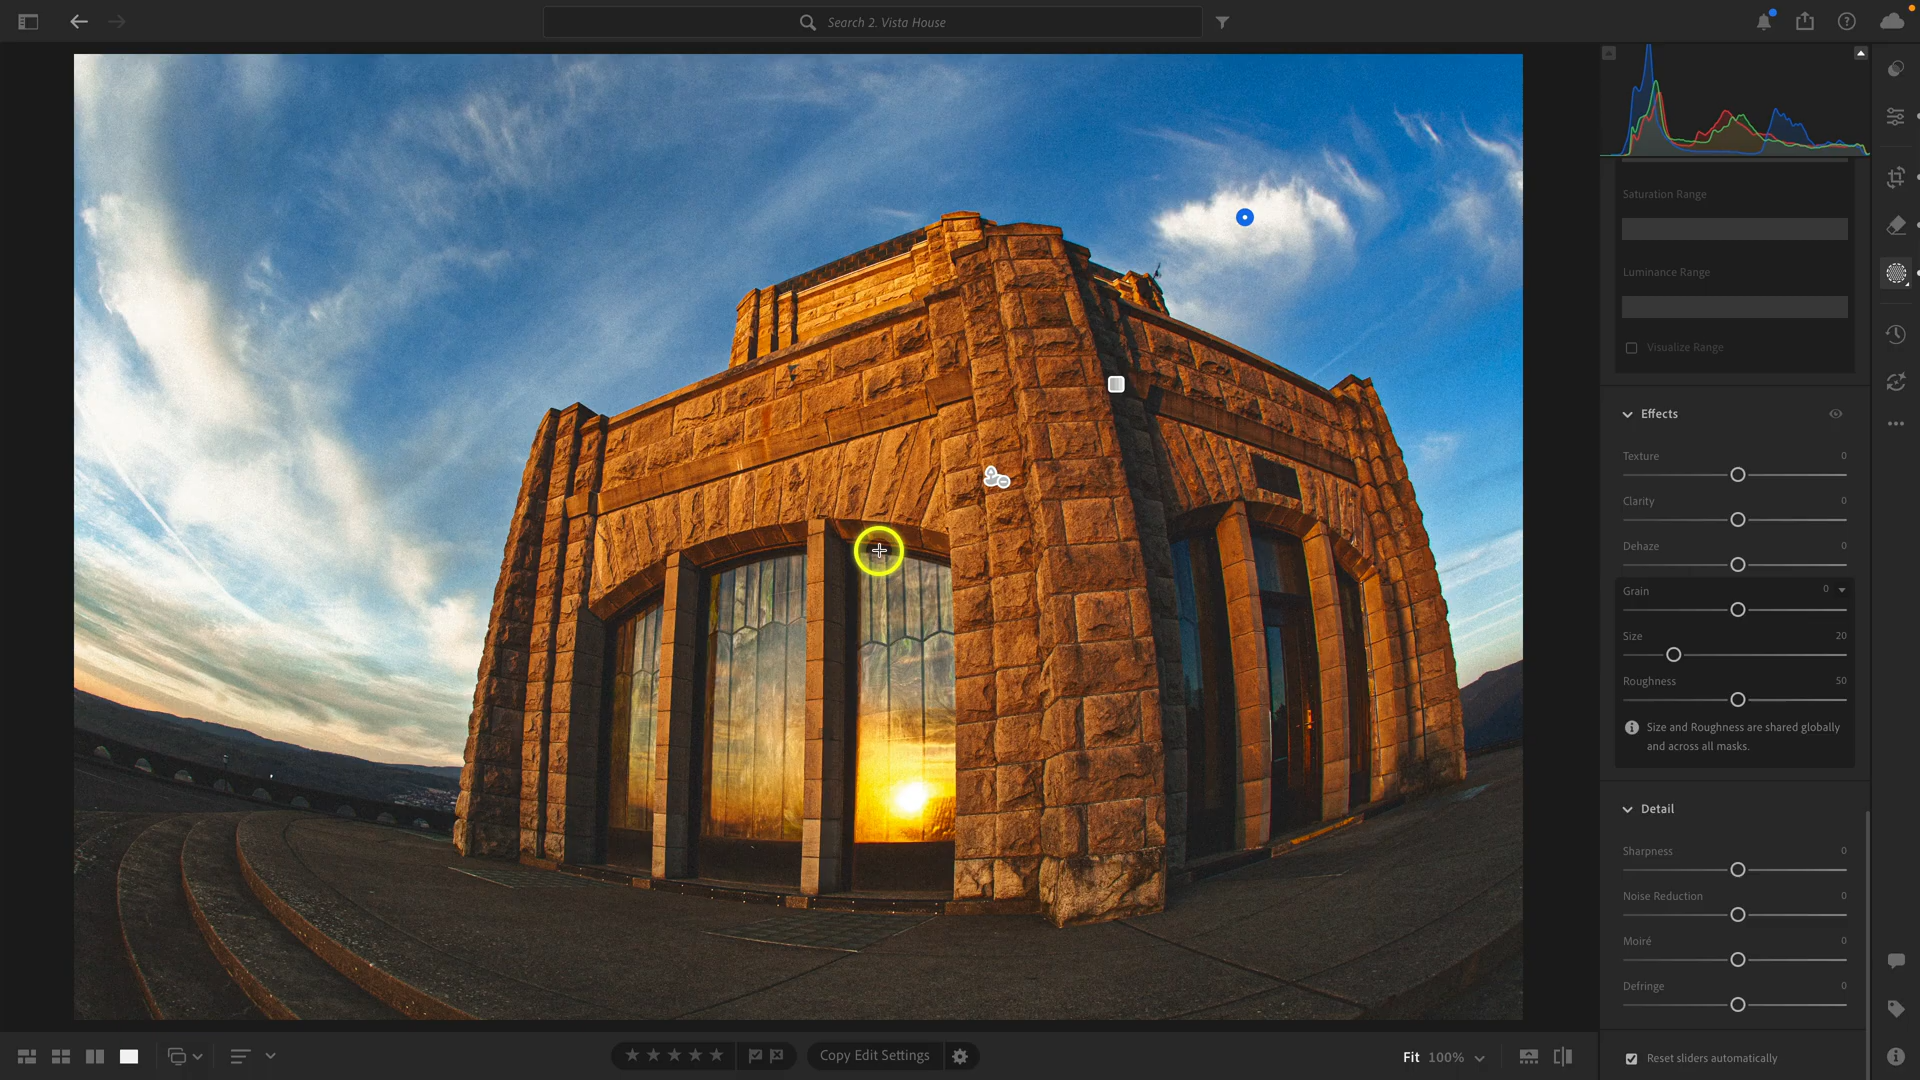 Search 2. Vista House
Saturation Range
Luminance Range
Visualize Range
Effects
Texture 0
Clarity 0
Dehaze 0
Grain 0
Size 20
Roughness 50
Size and Roughness are shared globally
and across all masks.
Detail
Sharpness 0
Noise Reduction 0
Moiré 0
Defringe 0
Copy Edit Settings
Fit 100%
Reset sliders automatically